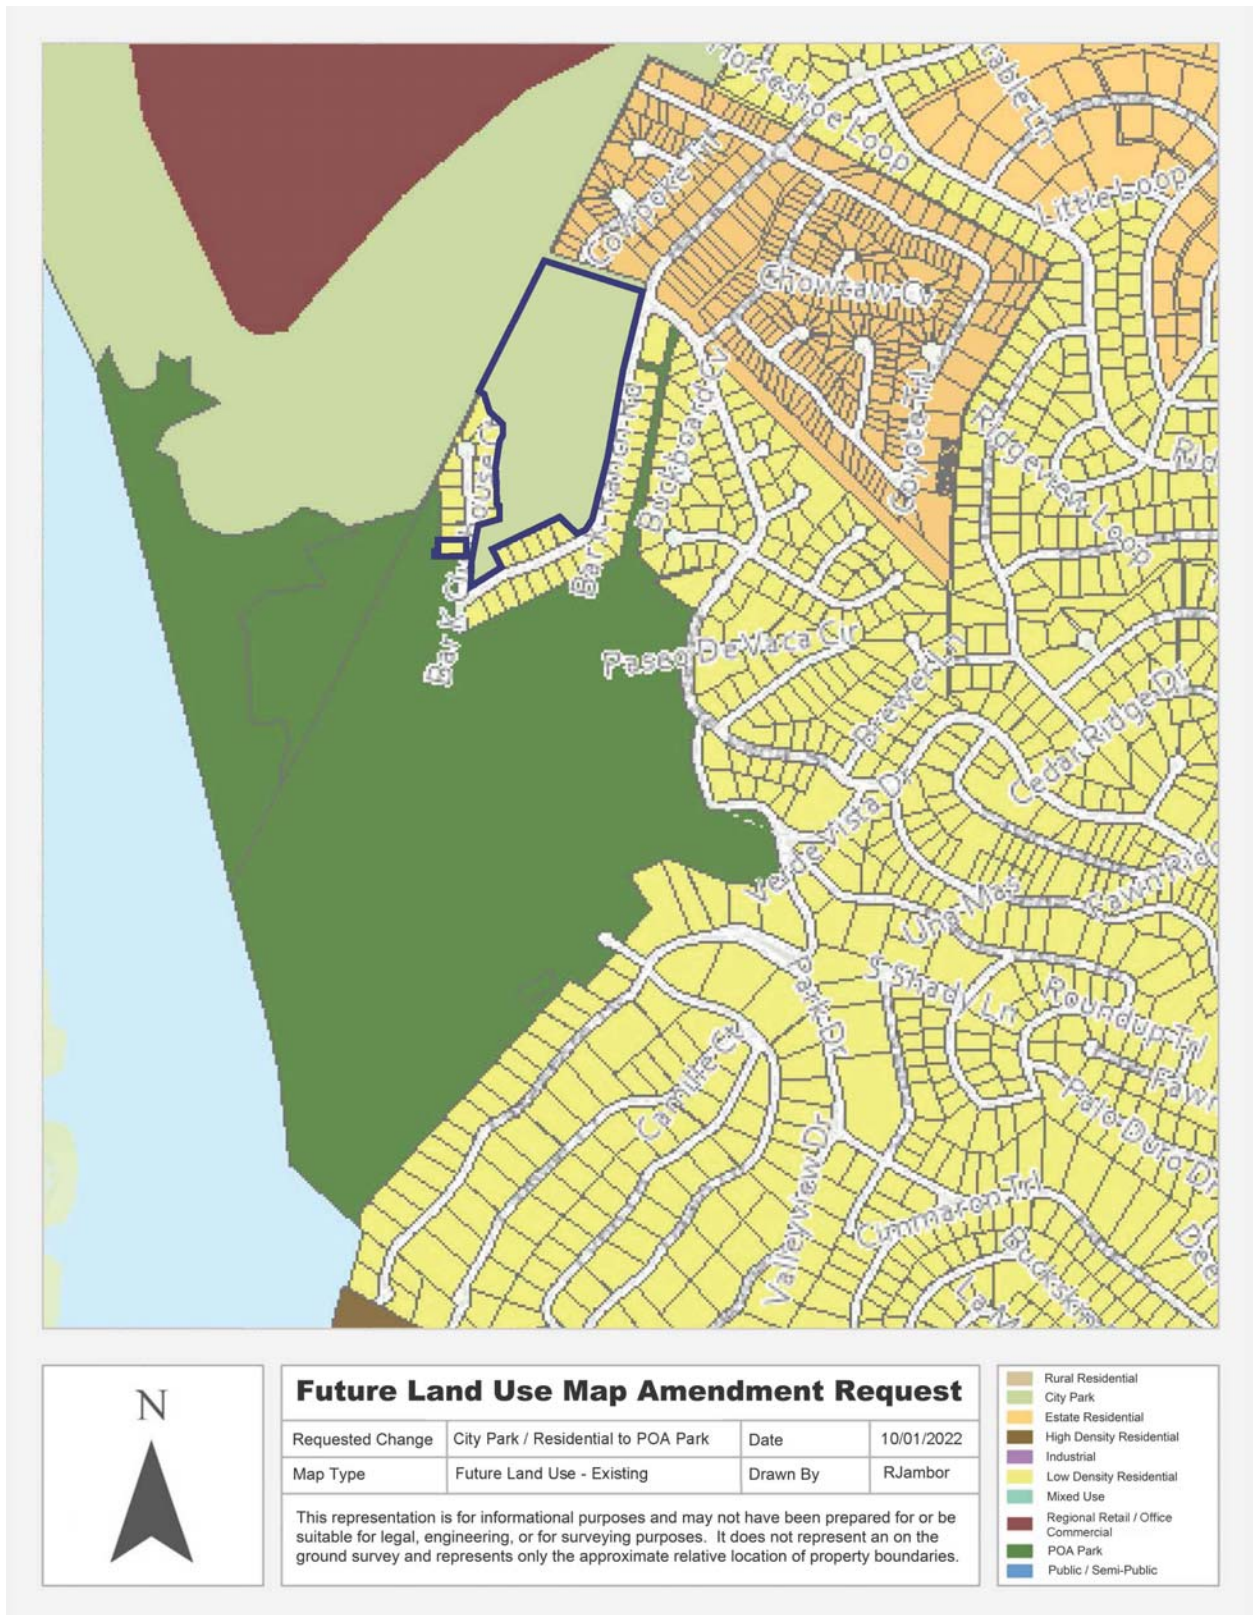 Horseshoe Loop
Cowpoke Trl
Little Loop
Chowtaw Cv
Coyote Trl
Buckboard Cv
Bar K Ranch Rd
Ridgeview Loop
Bar K Cir
Paseo De Vaca Cir
Brewer Ln
Cedar Ridge Dr
Verde Vista Dr
Una Mas
S Shady Ln
Park Dr
Roundup Trl
Fawn
Palo Duro Dr
Camille Ct
Valleyview Dr
Cimmaron Trl
Buckskin
La M
Dee
N
Future Land Use Map Amendment Request
Requested Change City Park / Residential to POA Park Date 10/01/2022
Map Type Future Land Use - Existing Drawn By RJambor
This representation is for informational purposes and may not have been prepared for or be
suitable for legal, engineering, or for surveying purposes. It does not represent an on the
ground survey and represents only the approximate relative location of property boundaries.
Rural Residential
City Park
Estate Residential
High Density Residential
Industrial
Low Density Residential
Mixed Use
Regional Retail / Office
Commercial
POA Park
Public / Semi-Public